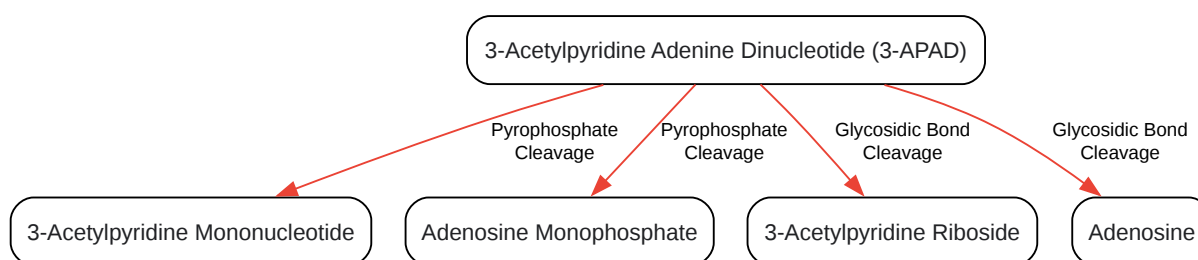 3-Acetylpyridine Adenine Dinucleotide (3-APAD)
Pyrophosphate
Cleavage
Pyrophosphate
Cleavage
Glycosidic Bond
Cleavage
Glycosidic Bond
Cleavage
3-Acetylpyridine Mononucleotide
Adenosine Monophosphate
3-Acetylpyridine Riboside
Adenosine